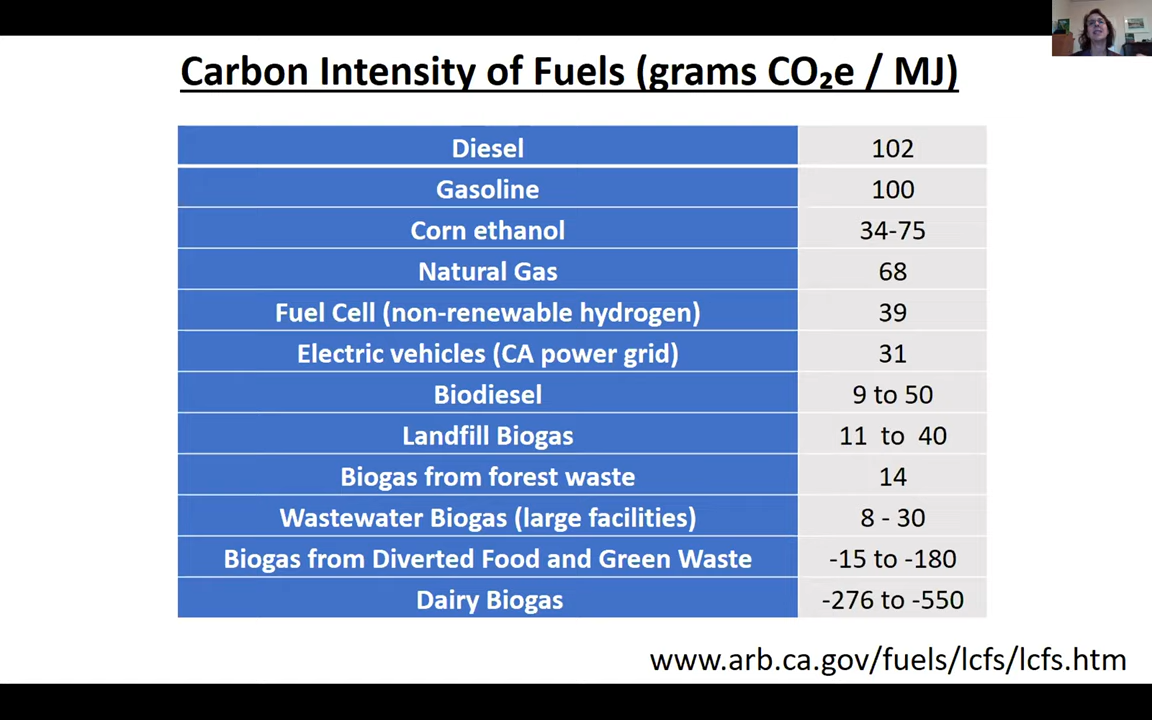 Carbon Intensity of Fuels (grams CO₂e / MJ)
Diesel 102
Gasoline 100
Corn ethanol 34-75
Natural Gas 68
Fuel Cell (non-renewable hydrogen) 39
Electric vehicles (CA power grid) 31
Biodiesel 9 to 50
Landfill Biogas 11 to 40
Biogas from forest waste 14
Wastewater Biogas (large facilities) 8 - 30
Biogas from Diverted Food and Green Waste -15 to -180
Dairy Biogas -276 to -550
www.arb.ca.gov/fuels/lcfs/lcfs.htm